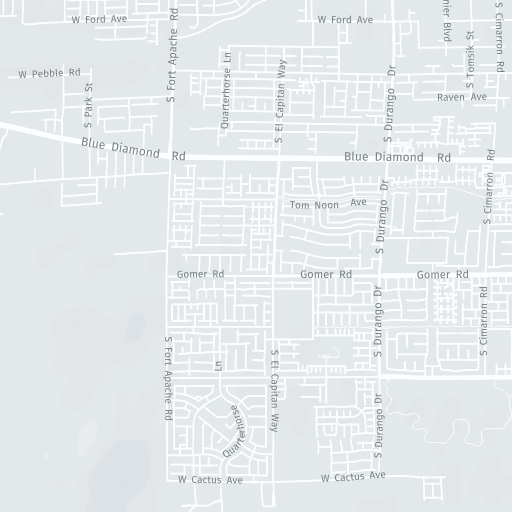 W Ford Ave
W Ford Ave
nier Blvd
S Tomsik St
S Cimarron Rd
S Fort Apache Rd
W Pebble Rd
S Park St
Quarterhorse Ln
S El Capitan Way
S Durango Dr
Raven Ave
Blue Diamond Rd
Blue Diamond Rd
S Cimarron Rd
Tom Noon Ave
S Durango Dr
Gomer Rd
Gomer Rd
Gomer Rd
S Durango Dr
S Cimarron Rd
S Fort Apache Rd
Ln
S El Capitan Way
Quarterhorse
S Durango Dr
W Cactus Ave
W Cactus Ave